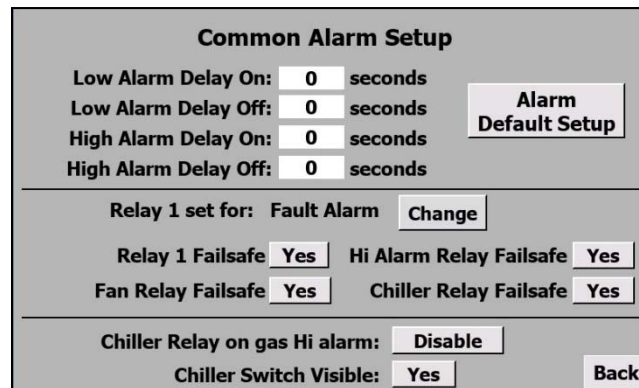 Common Alarm Setup
Low Alarm Delay On: 0 seconds
Low Alarm Delay Off: 0 seconds
High Alarm Delay On: 0 seconds
High Alarm Delay Off: 0 seconds
Alarm
Default Setup
Relay 1 set for: Fault Alarm Change
Relay 1 Failsafe Yes Hi Alarm Relay Failsafe Yes
Fan Relay Failsafe Yes Chiller Relay Failsafe Yes
Chiller Relay on gas Hi alarm: Disable
Chiller Switch Visible: Yes
Back